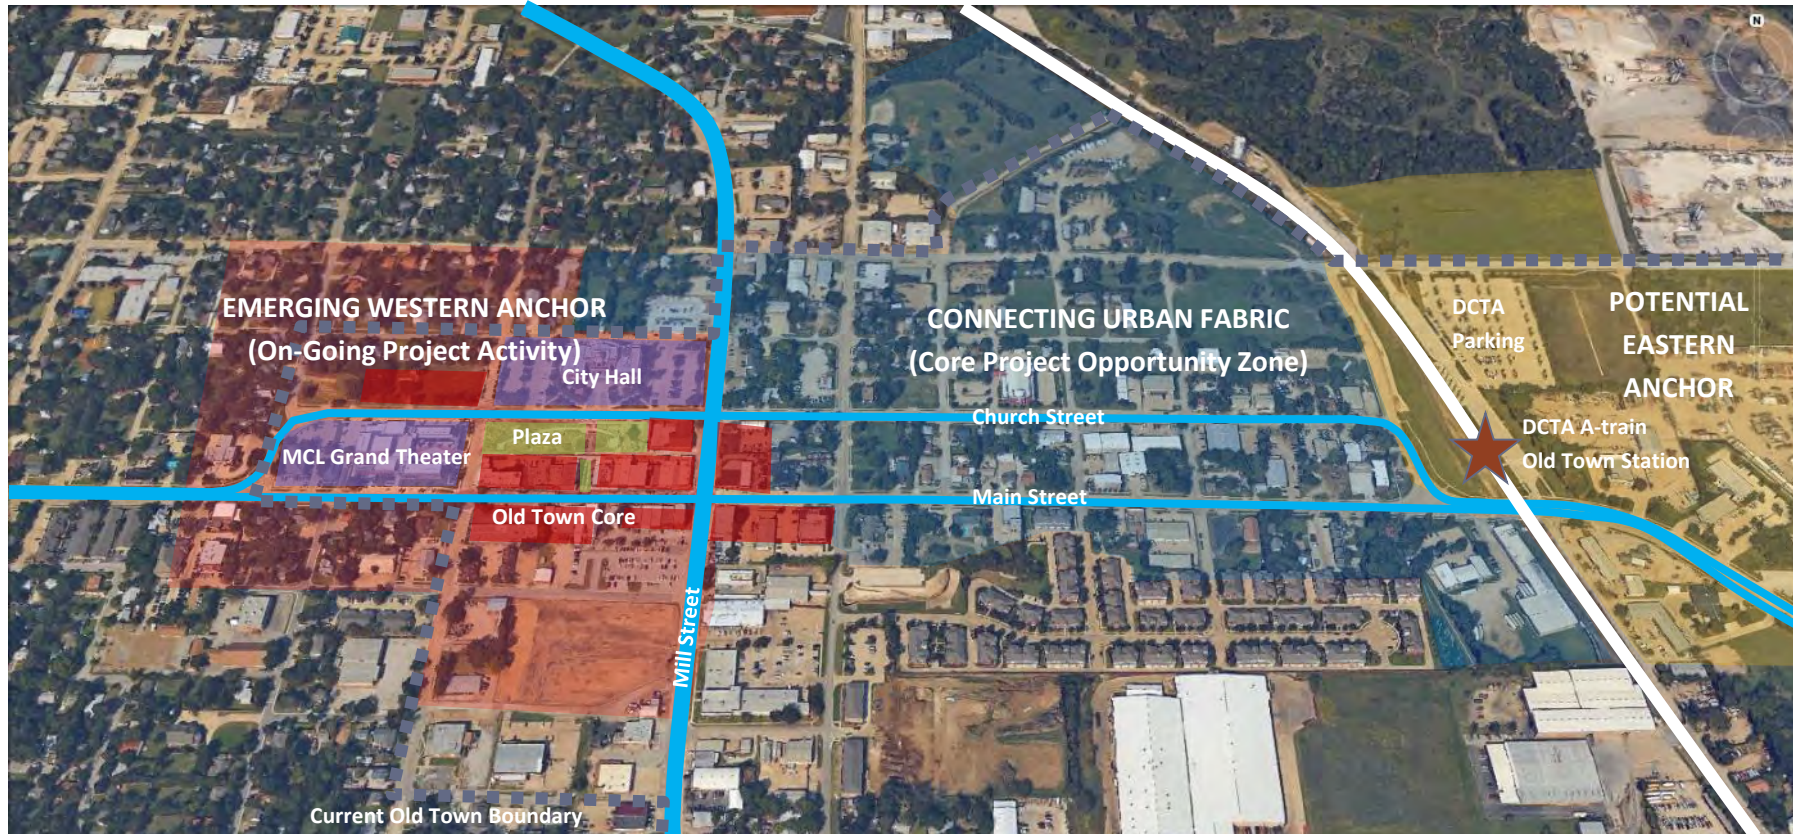 N
EMERGING WESTERN ANCHOR
(On-Going Project Activity)
City Hall
CONNECTING URBAN FABRIC
(Core Project Opportunity Zone)
DCTA
Parking
POTENTIAL
EASTERN
ANCHOR
Church Street
Plaza
MCL Grand Theater
DCTA A-train
Old Town Station
Main Street
Old Town Core
Mill Street
Current Old Town Boundary